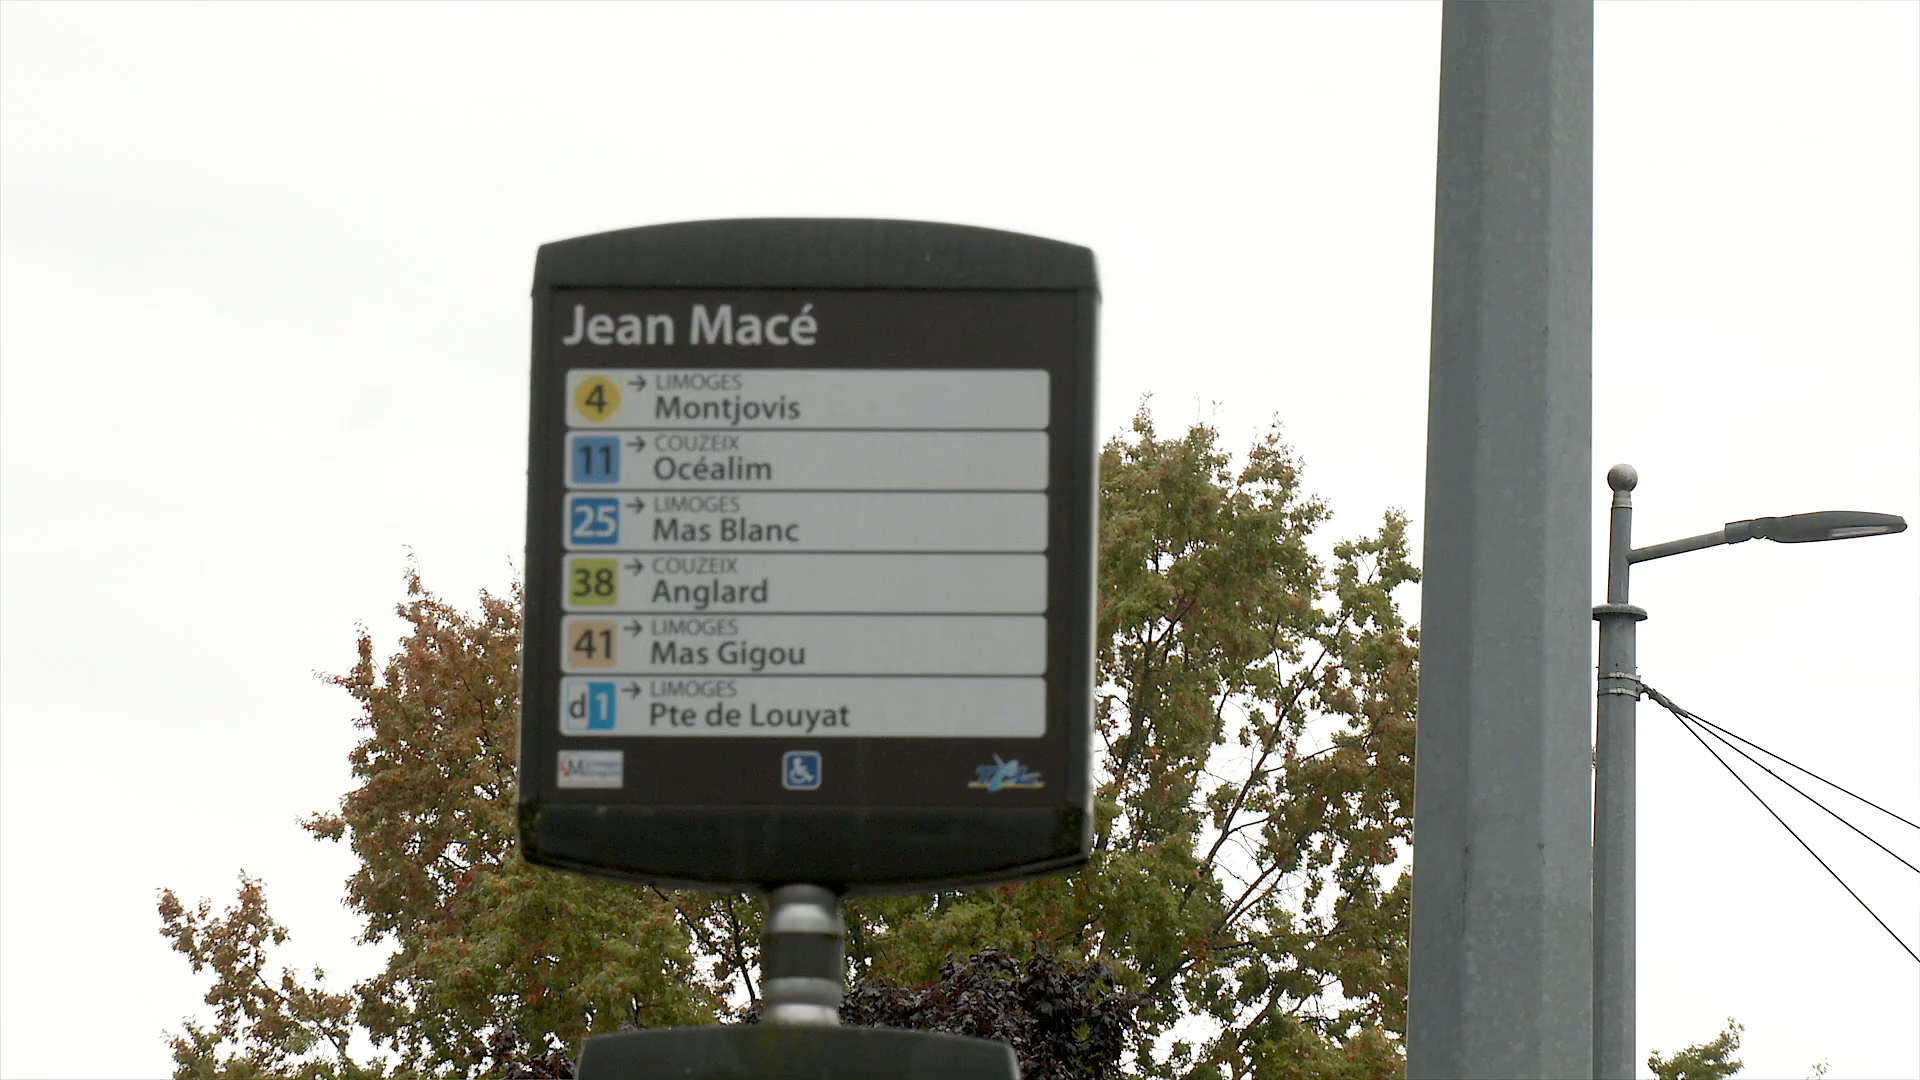 Jean Macé
4 → LIMOGES
Montjovis
11 → COUZEIX
Océalim
25 → LIMOGES
Mas Blanc
38 → COUZEIX
Anglard
41 → LIMOGES
Mas Gigou
d1 → LIMOGES
Pte de Louyat